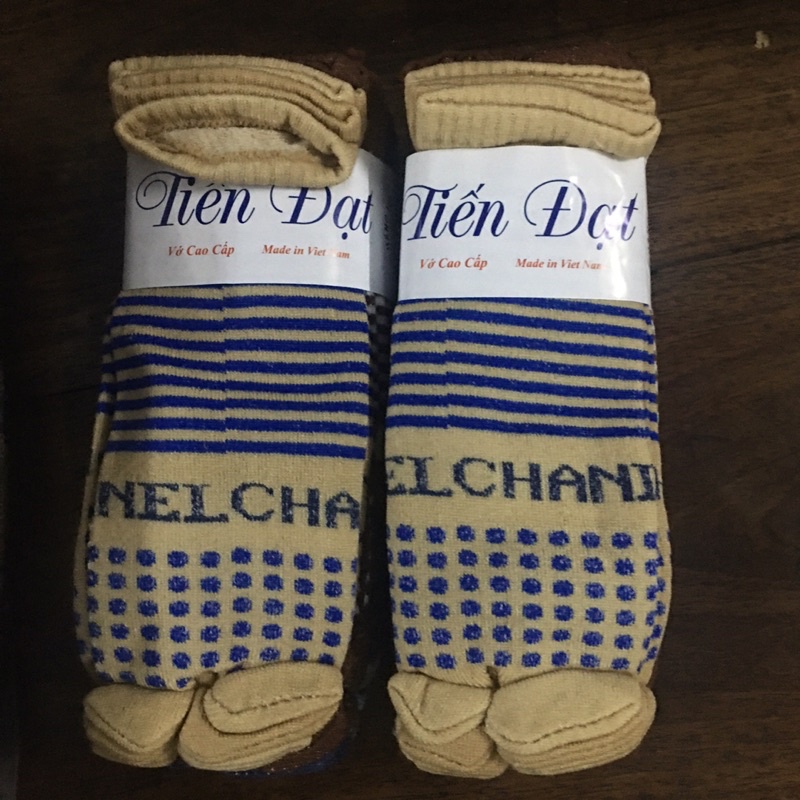 Tiến Đạt
Vớ Cao Cấp Made in Viet Nam
NELCHA
Tiến Đạt
Vớ Cao Cấp Made in Viet Nam
ELCHAN